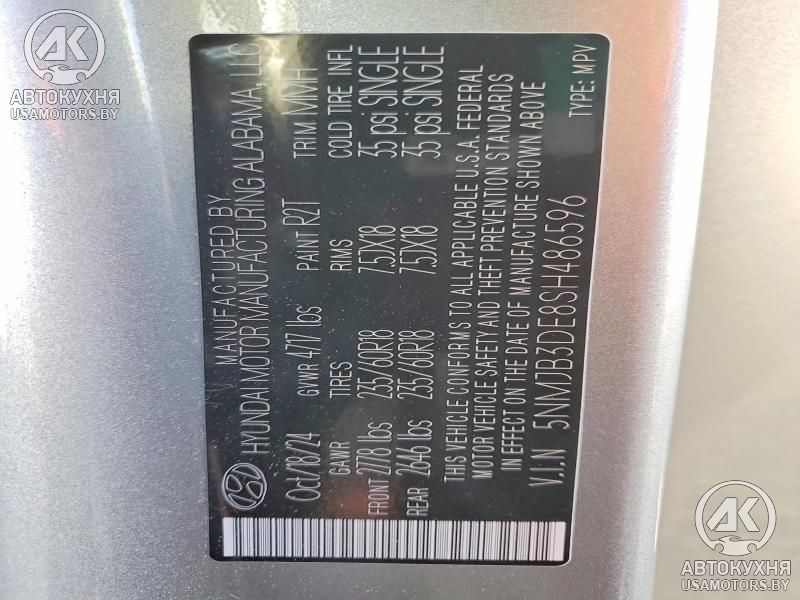 MANUFACTURED BY
HYUNDAI MOTOR MANUFACTURING ALABAMA, LLC
Oct/18/24 GVWR 4717 lbs PAINT R2T TRIM MMH
GAWR TIRES RIMS COLD TIRE INFL
FRONT 2778 lbs 235/60R18 7.5JX18 35 psi SINGLE
REAR 2646 lbs 235/60R18 7.5JX18 35 psi SINGLE
THIS VEHICLE CONFORMS TO ALL APPLICABLE U.S.A. FEDERAL
MOTOR VEHICLE SAFETY AND THEFT PREVENTION STANDARDS
IN EFFECT ON THE DATE OF MANUFACTURE SHOWN ABOVE
V.I.N 5NMJB3DE8SH486596 TYPE: MPV
АК
АВТОКУХНЯ
USAMOTORS.BY
АК
АВТОКУХНЯ
USAMOTORS.BY